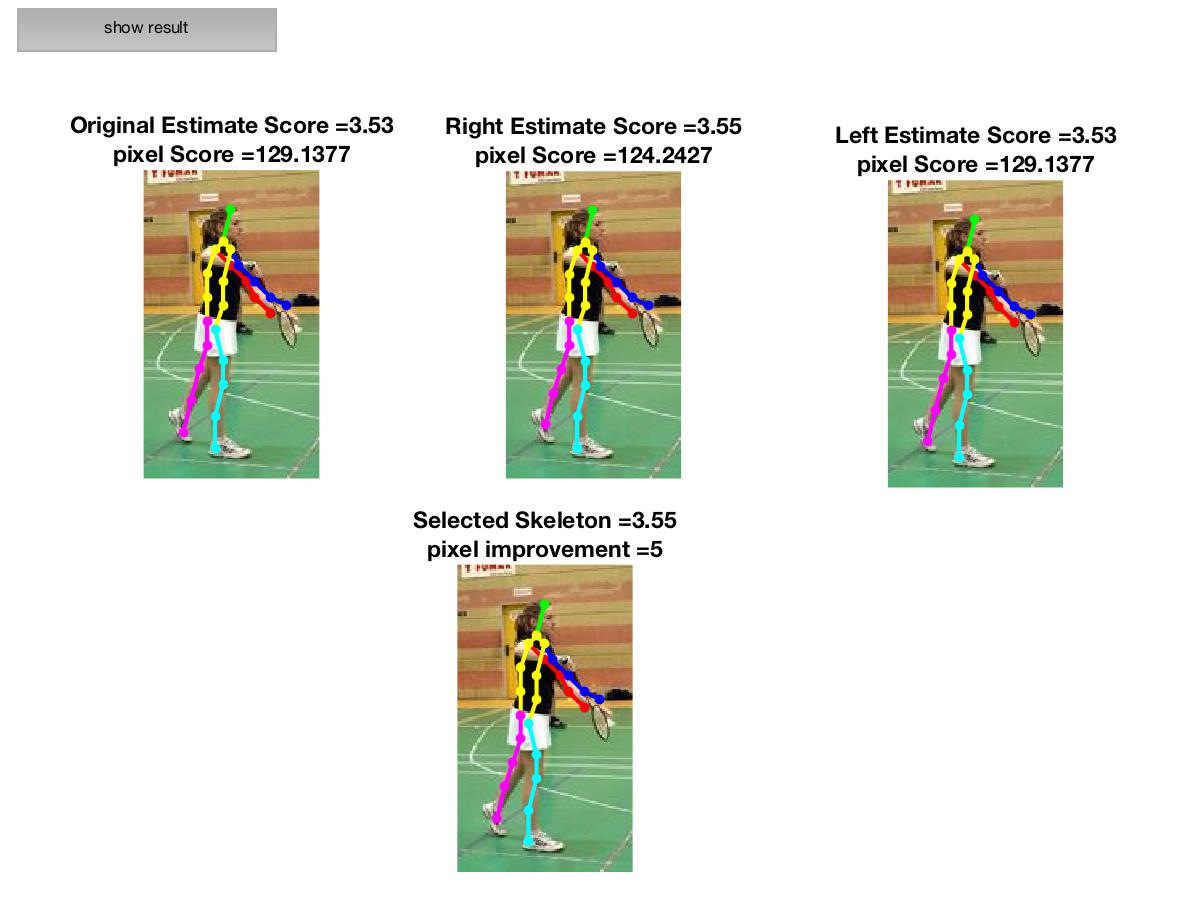 show result
Original Estimate Score =3.53
pixel Score =129.1377
Right Estimate Score =3.55
pixel Score =124.2427
Left Estimate Score =3.53
pixel Score =129.1377
Selected Skeleton =3.55
pixel improvement =5